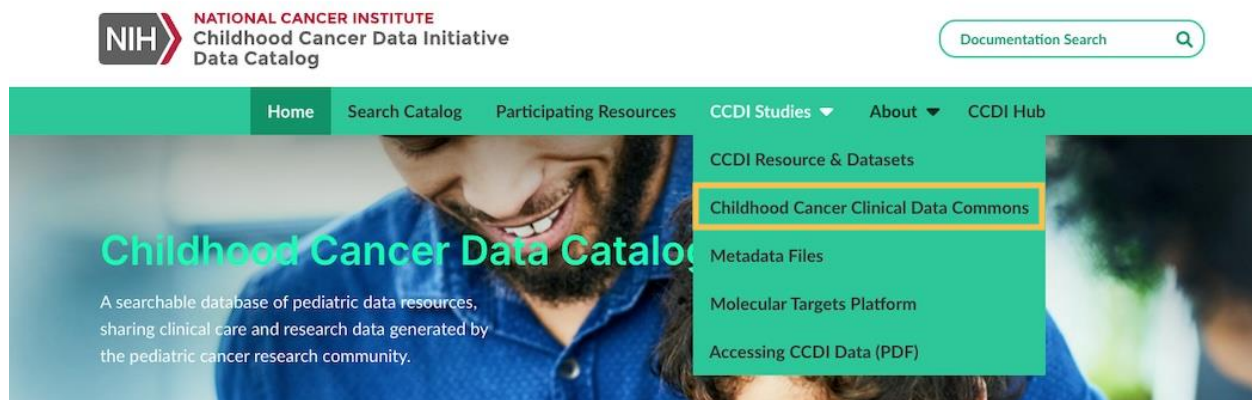 NIH
NATIONAL CANCER INSTITUTE
Childhood Cancer Data Initiative
Data Catalog
Documentation Search
Home
Search Catalog
Participating Resources
CCDI Studies
About
CCDI Hub
CCDI Resource & Datasets
Childhood Cancer Clinical Data Commons
Metadata Files
Molecular Targets Platform
Accessing CCDI Data (PDF)
Childhood Cancer Data Catalog
A searchable database of pediatric data resources,
sharing clinical care and research data generated by
the pediatric cancer research community.